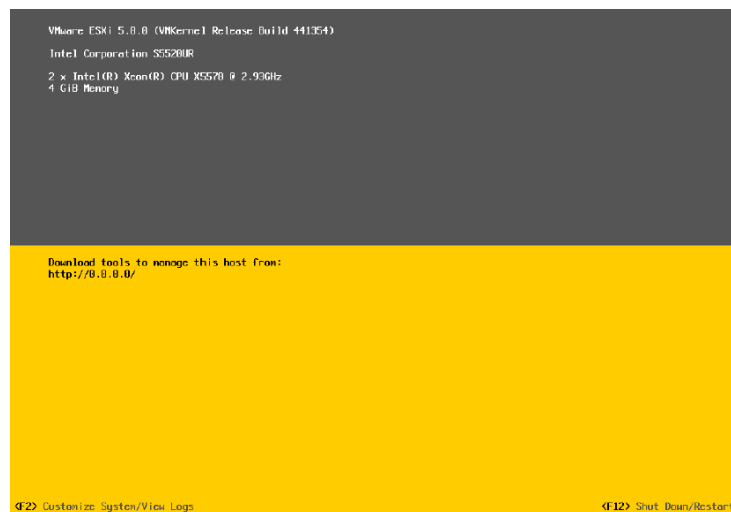 VMware ESXi 5.0.0 (VMKernel Release Build 441354)
Intel Corporation S5520UR
2 x Intel(R) Xeon(R) CPU X5570 @ 2.93GHz
4 GiB Memory
Download tools to manage this host from:
http://0.0.0.0/
<F2> Customize System/View Logs
<F12> Shut Down/Restart